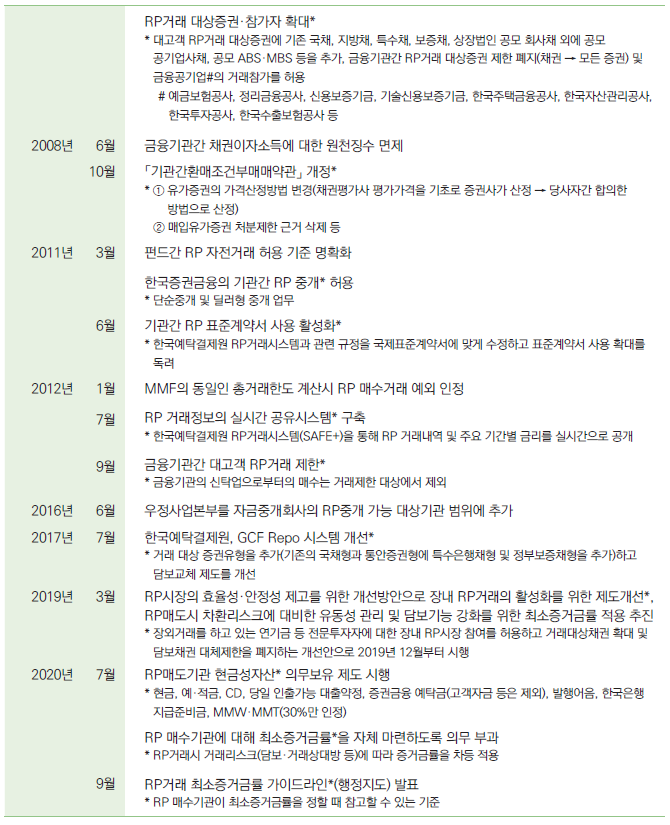 RP거래 대상증권·참가자 확대*
* 대고객 RP거래 대상증권에 기존 국채, 지방채, 특수채, 보증채, 상장법인 공모 회사채 외에 공모
공기업사채, 공모 ABS·MBS 등을 추가, 금융기관간 RP거래 대상증권 제한 폐지(채권 → 모든 증권) 및
금융공기업#의 거래참가를 허용
# 예금보험공사, 정리금융공사, 신용보증기금, 기술신용보증기금, 한국주택금융공사, 한국자산관리공사,
한국투자공사, 한국수출보험공사 등
2008년 6월 금융기관간 채권이자소득에 대한 원천징수 면제
10월 「기관간환매조건부매매약관」 개정*
* ① 유가증권의 가격산정방법 변경(채권평가사 평가가격을 기초로 증권사가 산정 → 당사자간 합의한
방법으로 산정)
② 매입유가증권 처분제한 근거 삭제 등
2011년 3월 펀드간 RP 자전거래 허용 기준 명확화
한국증권금융의 기관간 RP 중개* 허용
* 단순중개 및 딜러형 중개 업무
6월 기관간 RP 표준계약서 사용 활성화*
* 한국예탁결제원 RP거래시스템과 관련 규정을 국제표준계약서에 맞게 수정하고 표준계약서 사용 확대를
독려
2012년 1월 MMF의 동일인 총거래한도 계산시 RP 매수거래 예외 인정
7월 RP 거래정보의 실시간 공유시스템* 구축
* 한국예탁결제원 RP거래시스템(SAFE+)을 통해 RP 거래내역 및 주요 기간별 금리를 실시간으로 공개
9월 금융기관간 대고객 RP거래 제한*
* 금융기관의 신탁업으로부터의 매수는 거래제한 대상에서 제외
2016년 6월 우정사업본부를 자금중개회사의 RP중개 가능 대상기관 범위에 추가
2017년 7월 한국예탁결제원, GCF Repo 시스템 개선*
* 거래 대상 증권유형을 추가(기존의 국채형과 통안증권형에 특수은행채형 및 정부보증채형을 추가)하고
담보교체 제도를 개선
2019년 3월 RP시장의 효율성·안정성 제고를 위한 개선방안으로 장내 RP거래의 활성화를 위한 제도개선*,
RP매도시 차환리스크에 대비한 유동성 관리 및 담보기능 강화를 위한 최소증거금률 적용 추진
* 장외거래를 하고 있는 연기금 등 전문투자자에 대한 장내 RP시장 참여를 허용하고 거래대상채권 확대 및
담보채권 대체제한을 폐지하는 개선안으로 2019년 12월부터 시행
2020년 7월 RP매도기관 현금성자산* 의무보유 제도 시행
* 현금, 예·적금, CD, 당일 인출가능 대출약정, 증권금융 예탁금(고객자금 등은 제외), 발행어음, 한국은행
지급준비금, MMW·MMT(30%만 인정)
RP 매수기관에 대해 최소증거금률*을 자체 마련하도록 의무 부과
* RP거래시 거래리스크(담보·거래상대방 등)에 따라 증거금률을 차등 적용
9월 RP거래 최소증거금률 가이드라인*(행정지도) 발표
* RP 매수기관이 최소증거금률을 정할 때 참고할 수 있는 기준